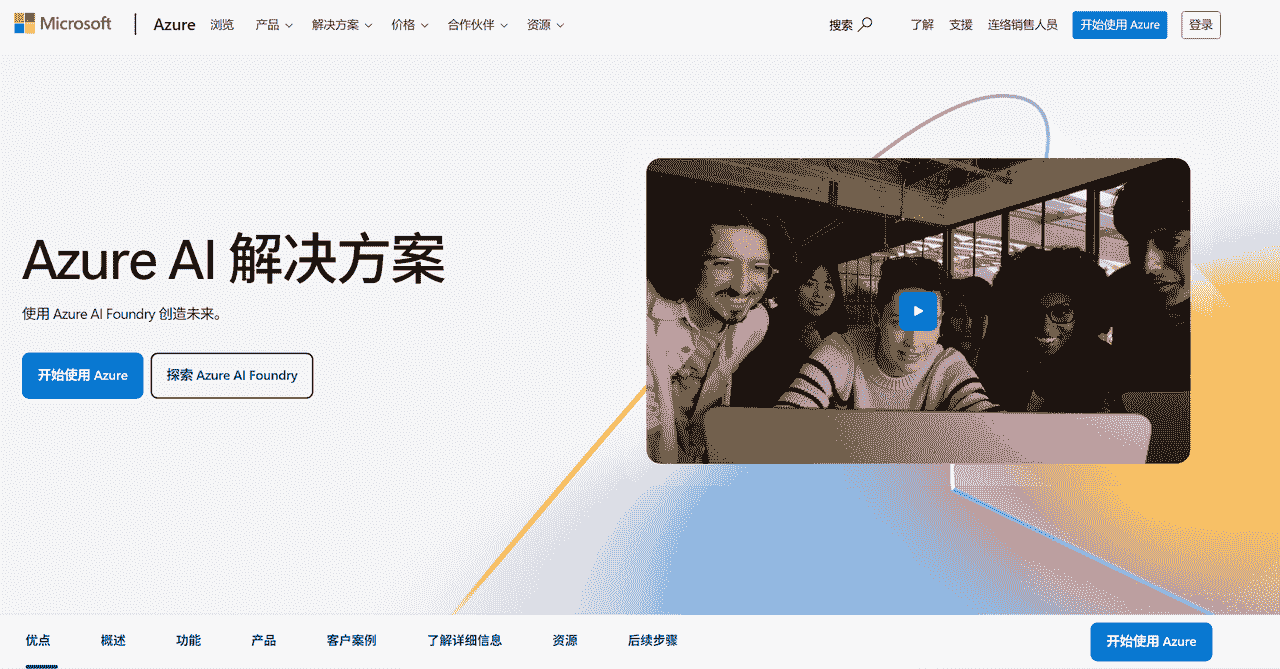 Microsoft Azure 浏览 产品 解决方案 价格 合作伙伴 资源 搜索 了解 支援 连络销售人员 开始使用 Azure 登录
Azure AI 解决方案
使用 Azure AI Foundry 创造未来。
开始使用 Azure 探索 Azure AI Foundry
优点 概述 功能 产品 客户案例 了解详细信息 资源 后续步骤 开始使用 Azure